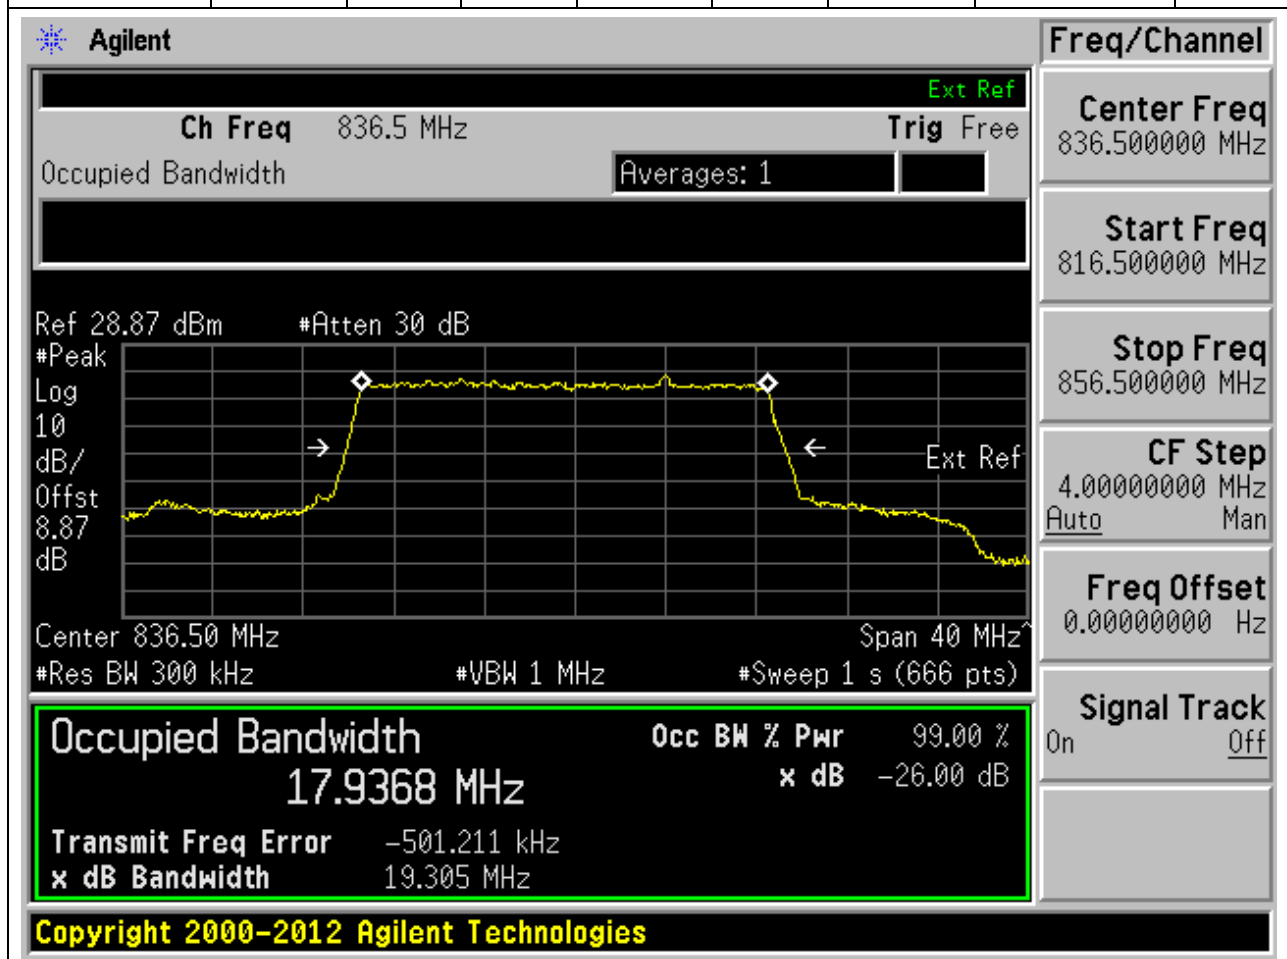 Agilent
Freq/Channel
Ext Ref
Ch Freq 836.5 MHz Trig Free
Occupied Bandwidth Averages: 1
Center Freq
836.500000 MHz
Start Freq
816.500000 MHz
Stop Freq
856.500000 MHz
CF Step
4.00000000 MHz
Auto Man
Freq Offset
0.00000000 Hz
Signal Track
On Off
Ref 28.87 dBm #Atten 30 dB
#Peak
Log
10
dB/
Offst
8.87
dB
Ext Ref
Center 836.50 MHz Span 40 MHz^
#Res BW 300 kHz #VBW 1 MHz #Sweep 1 s (666 pts)
Occupied Bandwidth Occ BW % Pwr 99.00 %
17.9368 MHz x dB -26.00 dB
Transmit Freq Error -501.211 kHz
x dB Bandwidth 19.305 MHz
Copyright 2000-2012 Agilent Technologies